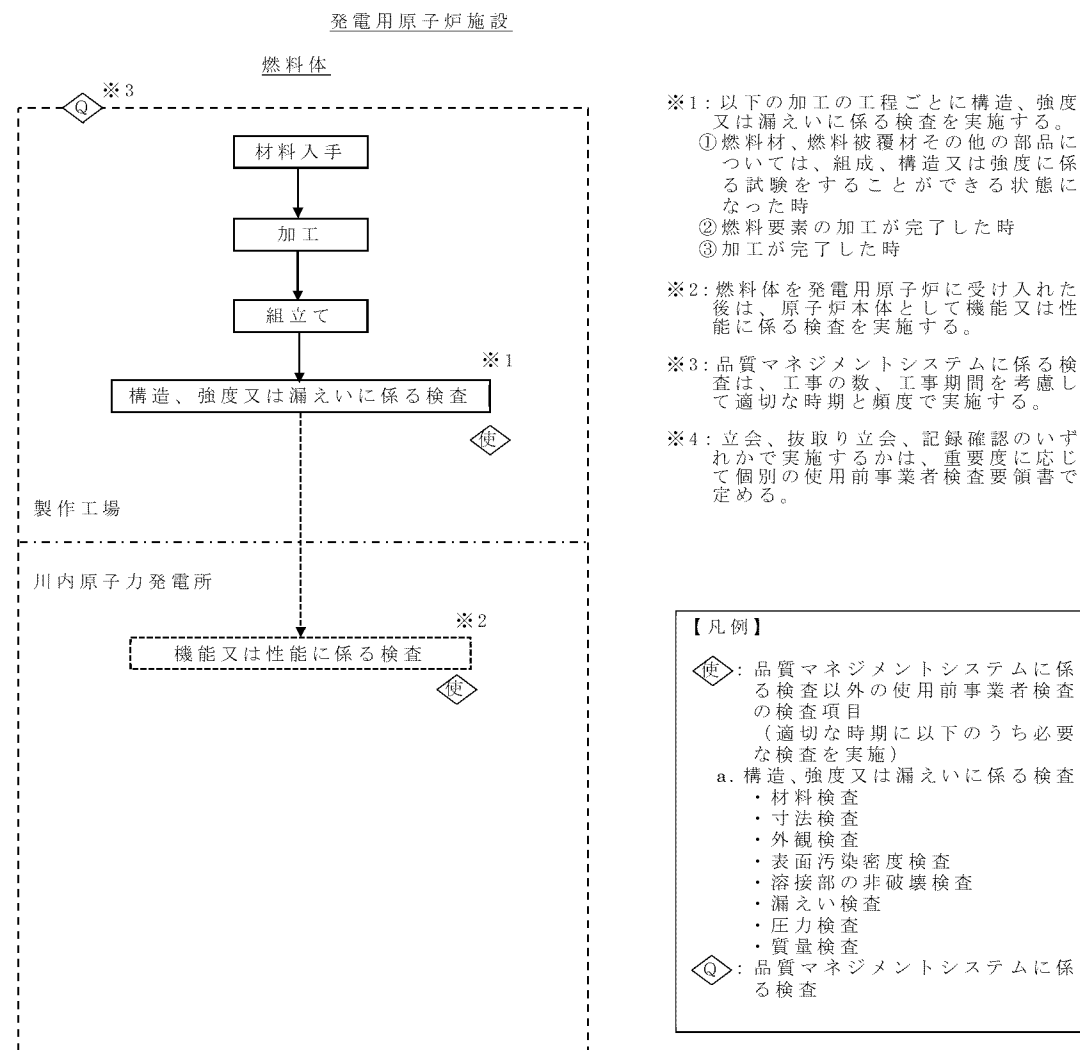 発電用原子炉施設
燃料体
Q
※3
材料入手
加工
組立て
※1
構造、強度又は漏えいに係る検査
使
製作工場
川内原子力発電所
※2
機能又は性能に係る検査
使
※1:以下の加工の工程ごとに構造、強度
又は漏えいに係る検査を実施する。
①燃料材、燃料被覆材その他の部品に
ついては、組成、構造又は強度に係
る試験をすることができる状態に
なった時
②燃料要素の加工が完了した時
③加工が完了した時
※2:燃料体を発電用原子炉に受け入れた
後は、原子炉本体として機能又は性
能に係る検査を実施する。
※3:品質マネジメントシステムに係る検
査は、工事の数、工事期間を考慮し
て適切な時期と頻度で実施する。
※4:立会、抜取り立会、記録確認のいず
れかで実施するかは、重要度に応じ
て個別の使用前事業者検査要領書で
定める。
【凡例】
使:品質マネジメントシステムに係
る検査以外の使用前事業者検査
の検査項目
（適切な時期に以下のうち必要
な検査を実施）
a.構造、強度又は漏えいに係る検査
・材料検査
・寸法検査
・外観検査
・表面汚染密度検査
・溶接部の非破壊検査
・漏えい検査
・圧力検査
・質量検査
Q:品質マネジメントシステムに係
る検査